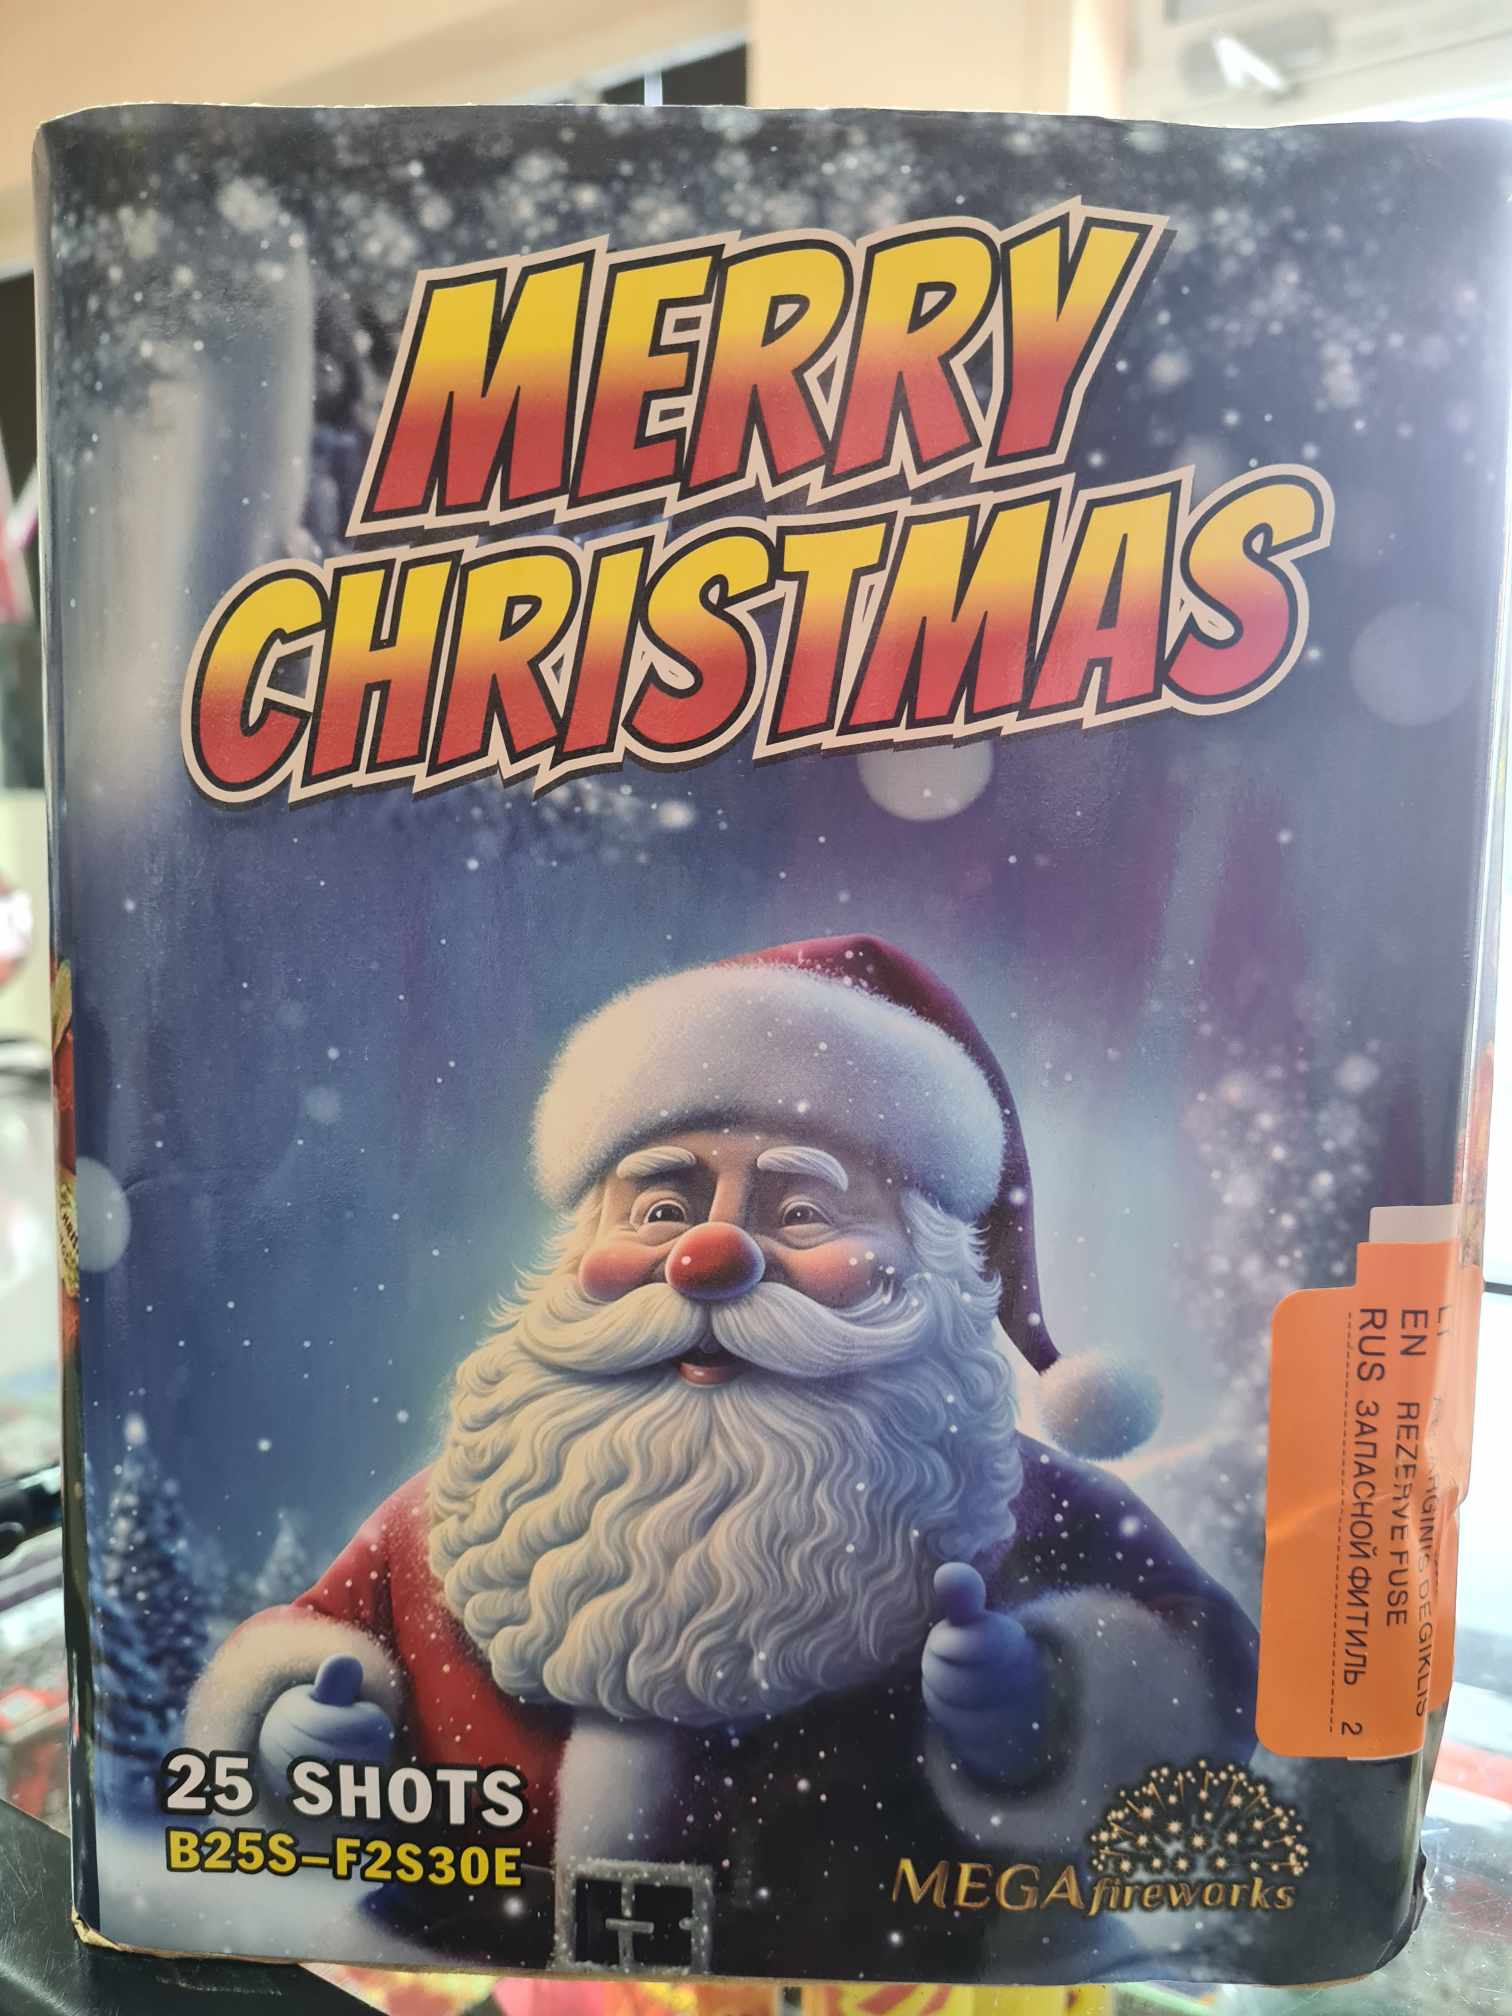 MERRY
CHRISTMAS
EN REZERVE FUSE
RUS ЗАПАСНОЙ ФИТИЛЬ 2
25 SHOTS
B25S-F2S30E
MEGA fireworks